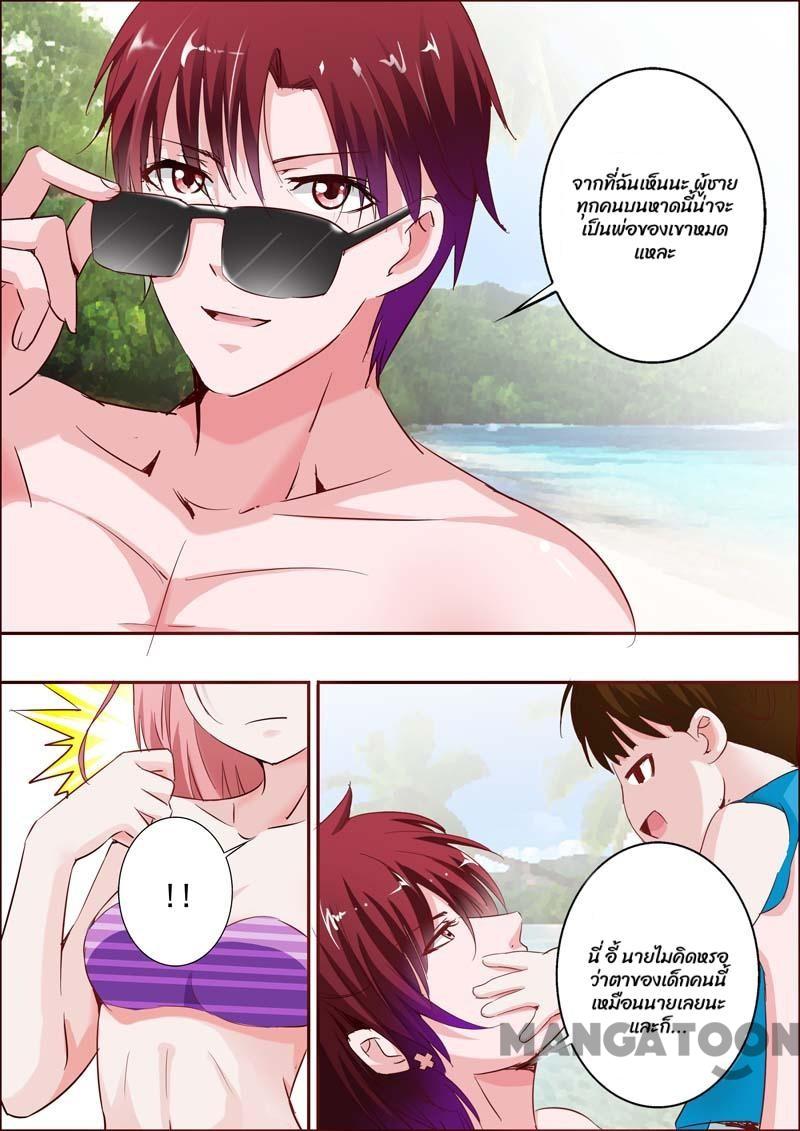 จากที่ฉันเห็นนะ ผู้ชาย
ทุกคนบนหาดนี้น่าจะ
เป็นพ่อของเขาหมด
แหละ
!!
นี่ อี้ นายไม่คิดหรอ
ว่าตาของเด็กคนนี้
เหมือนนายเลยนะ
และก็...
MANGATOON